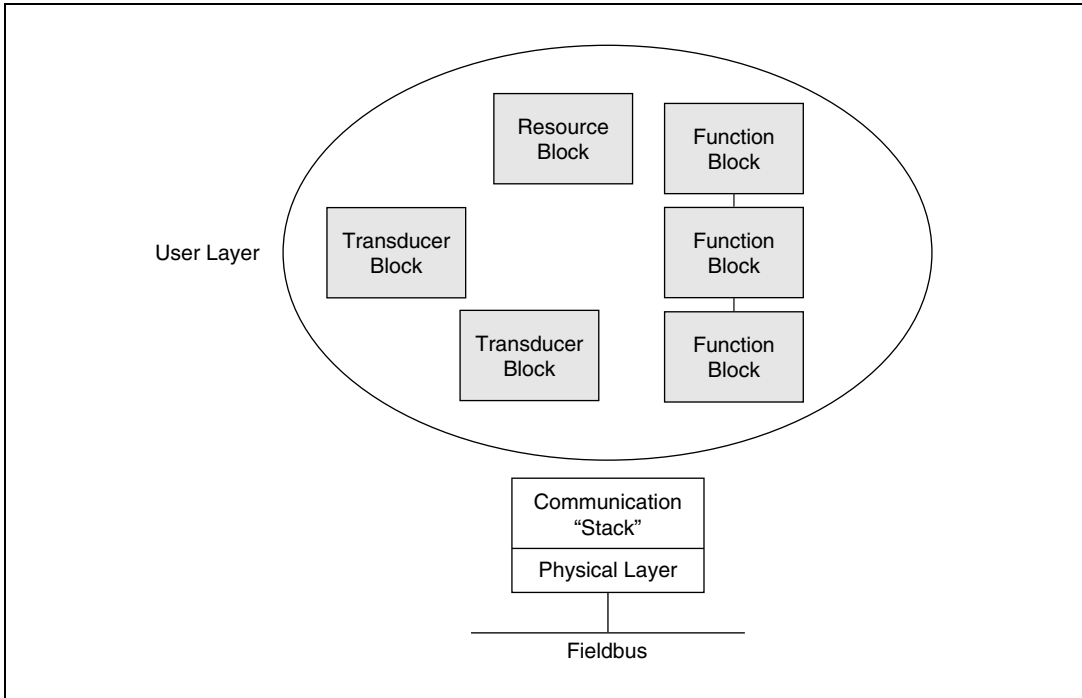 Resource
Block
Function
Block
User Layer
Transducer
Block
Function
Block
Transducer
Block
Function
Block
Communication
“Stack”
Physical Layer
Fieldbus